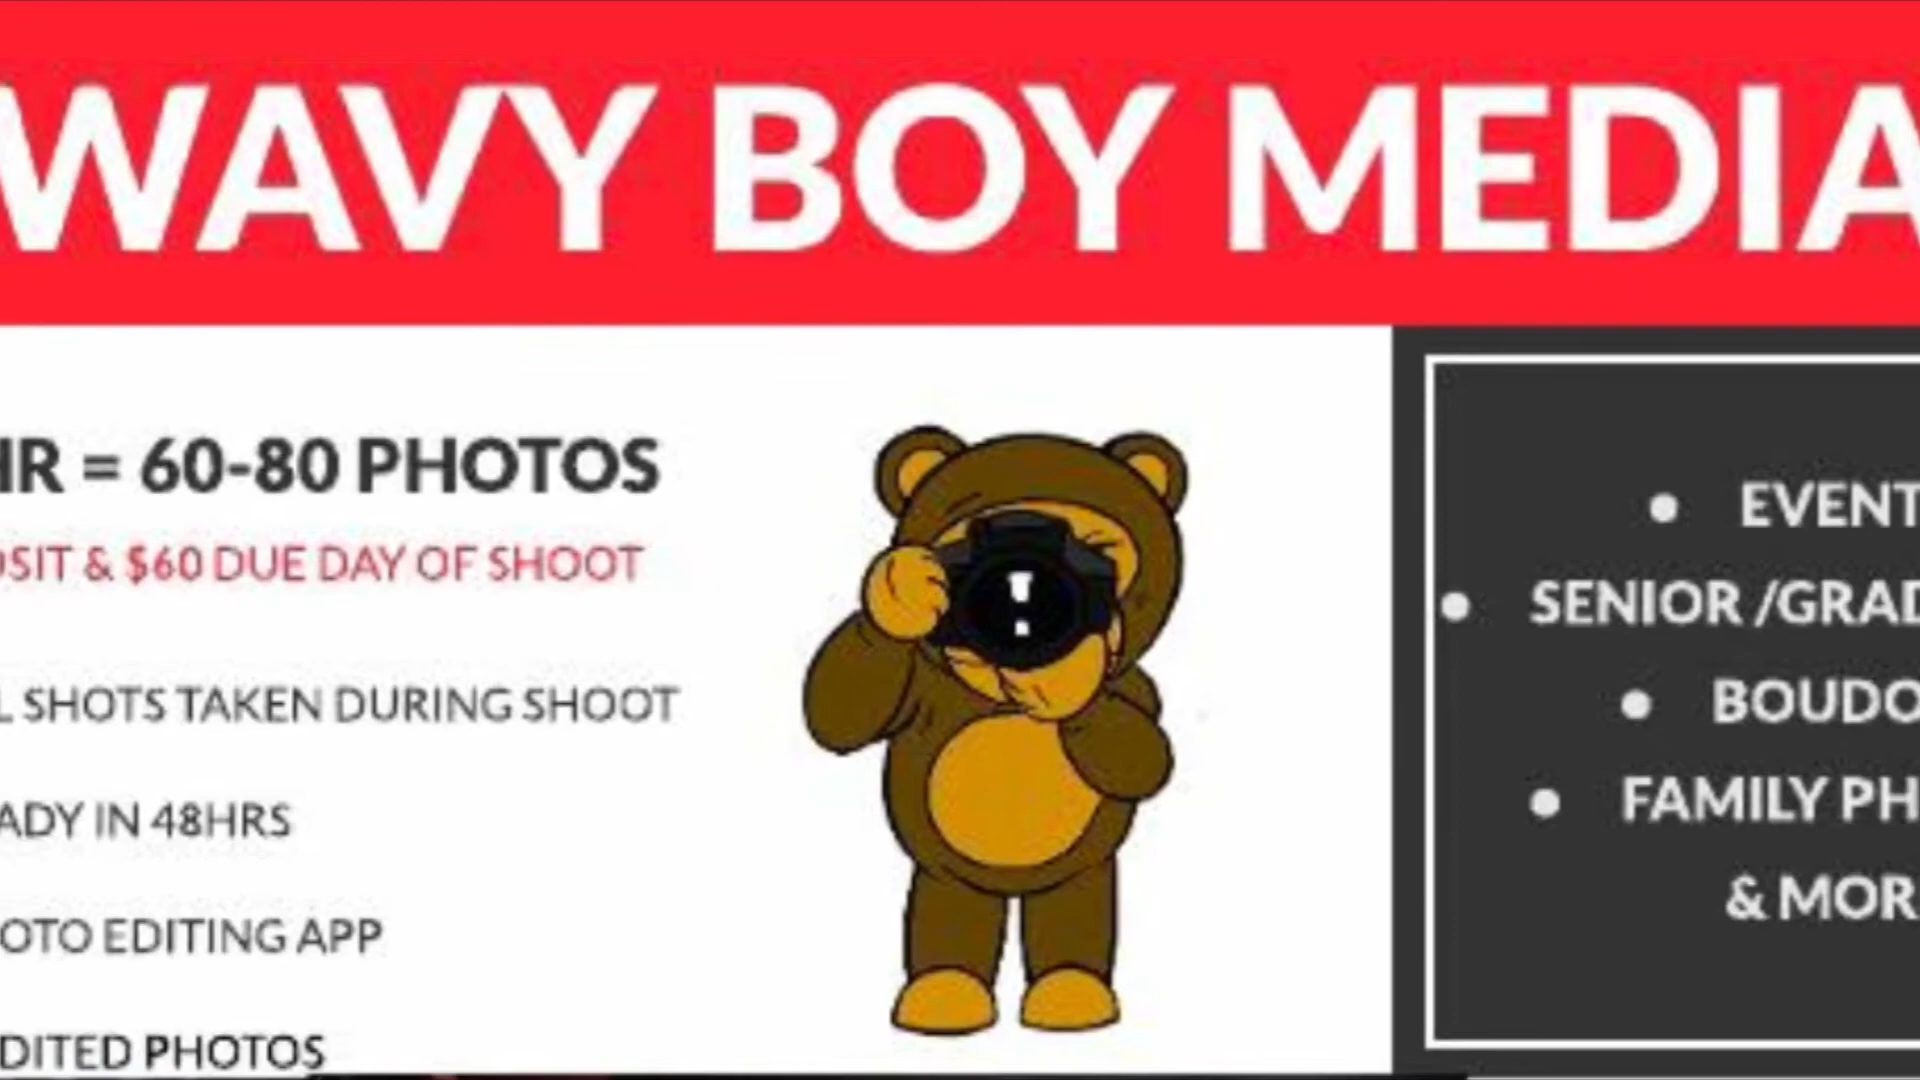 WAVY BOY MEDIA
HR = 60-80 PHOTOS
OSIT & $60 DUE DAY OF SHOOT
L SHOTS TAKEN DURING SHOOT
ADY IN 48HRS
OTO EDITING APP
DITED PHOTOS
• EVENT
• SENIOR /GRAD
• BOUDO
• FAMILY PH
& MOR